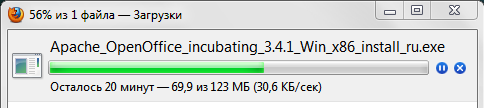 56% из 1 файла — Загрузки
Apache_OpenOffice_incubating_3.4.1_Win_x86_install_ru.exe
Осталось 20 минут — 69,9 из 123 МБ (30,6 КБ/сек)